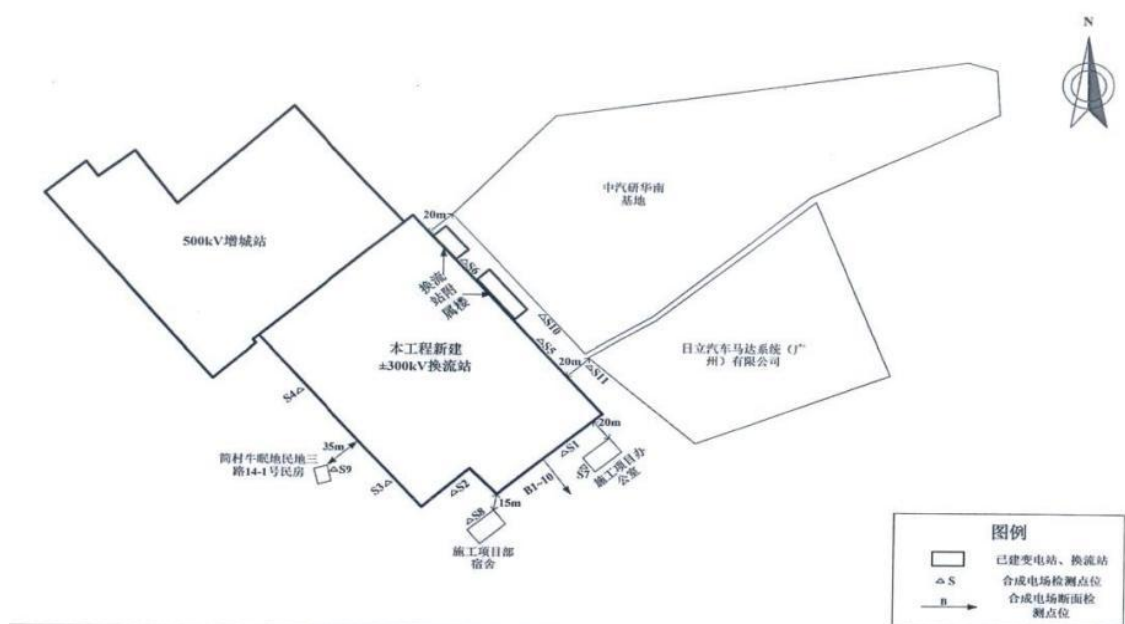 N
中汽研华南
基地
20m
500kV增城站
S6
换流
站附
属楼
S10
本工程新建
±300kV换流站
S5
日立汽车马达系统（广
州）有限公司
20m
S11
S4
20m
S1
35m
简村牛眠地民地三
路14-1号民房
S9
施工项目办
公室
S3
S2
B1~10
15m
S8
施工项目部
宿舍
图例
已建变电站、换流站
S
合成电场检测点位
B
合成电场断面检
测点位